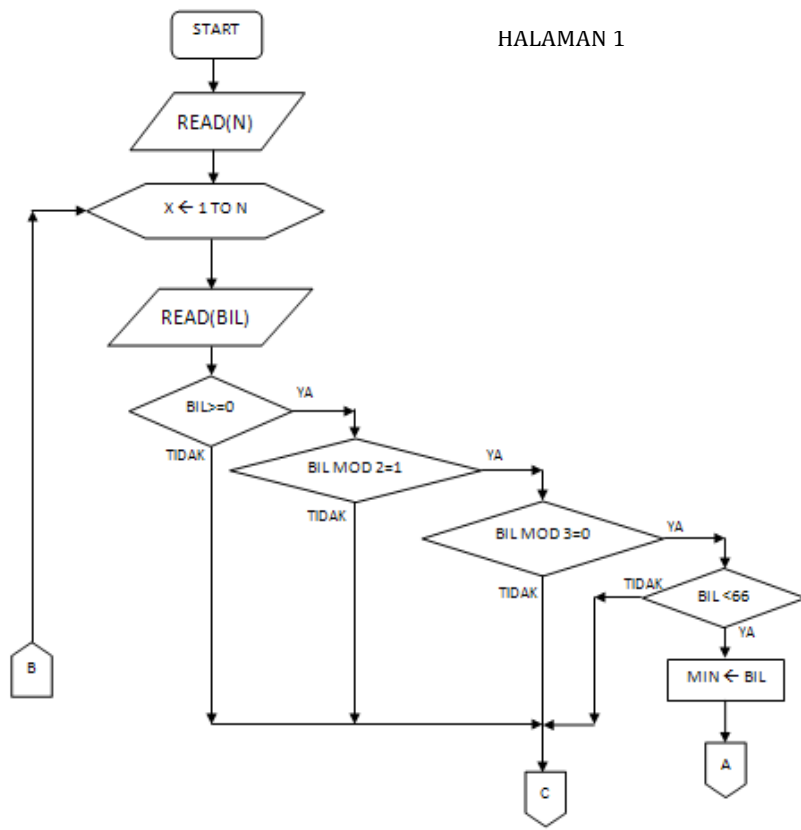 START
HALAMAN 1
READ(N)
X ← 1 TO N
READ(BIL)
BIL>=0
YA
TIDAK
BIL MOD 2=1
YA
TIDAK
BIL MOD 3=0
YA
TIDAK
TIDAK
BIL <66
YA
B
MIN ← BIL
A
C